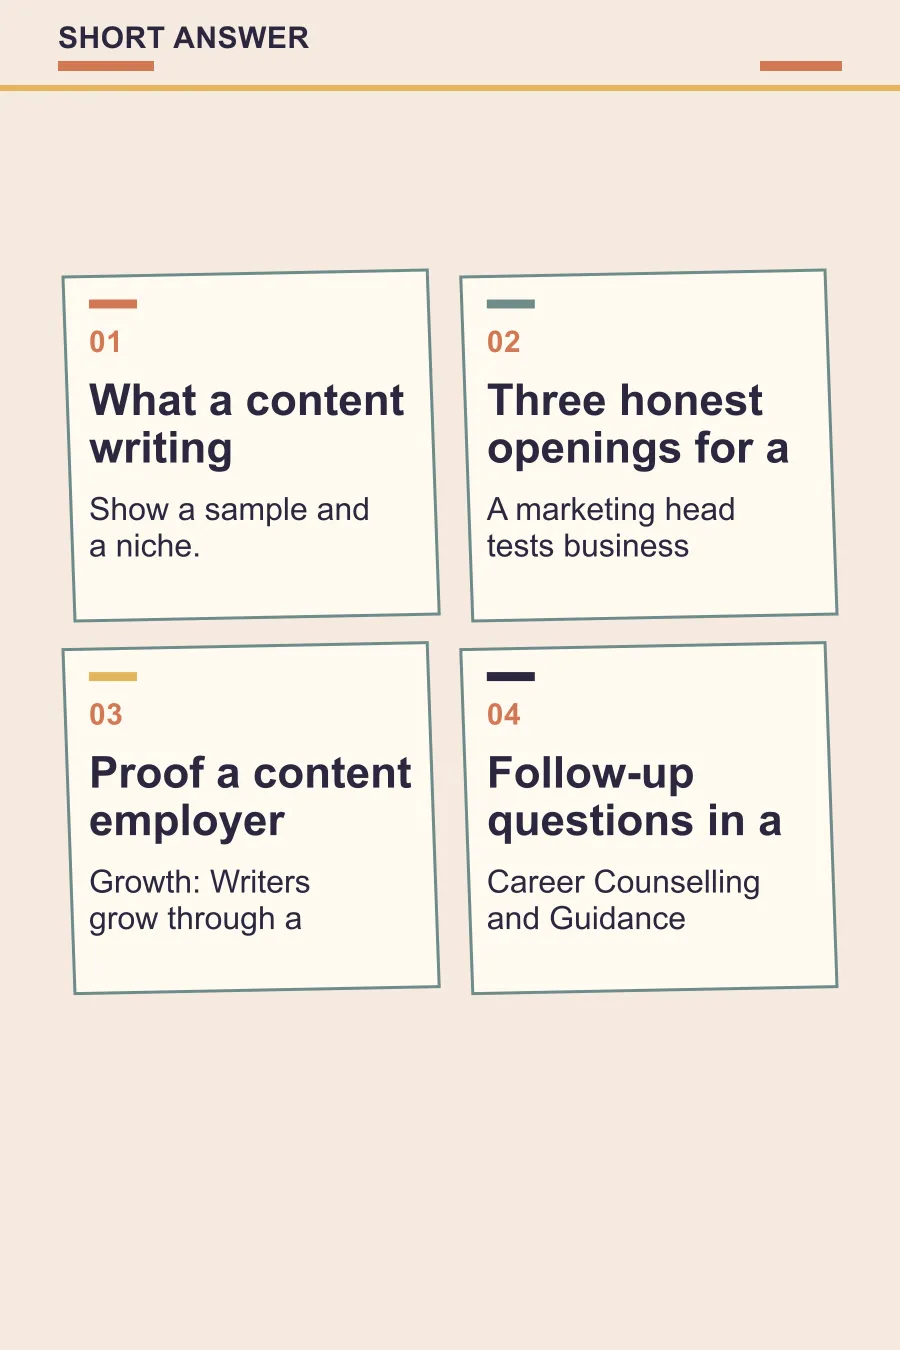 SHORT ANSWER
01
What a content
writing
Show a sample and
a niche.
02
Three honest
openings for a
A marketing head
tests business
03
Proof a content
employer
Growth: Writers
grow through a
04
Follow-up
questions in a
Career Counselling
and Guidance